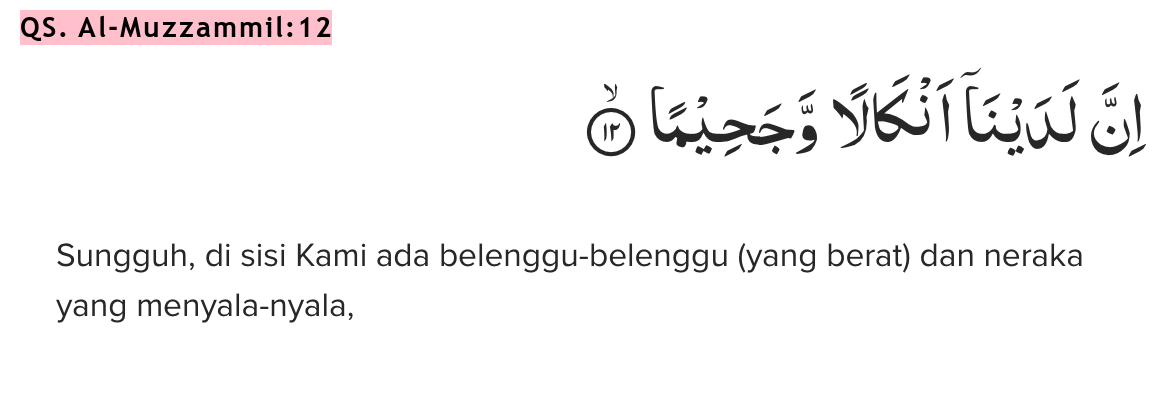 QS. Al-Muzzammil:12
اِنَّ لَدَيْنَآ اَنْكَالًا وَّجَحِيْمًا ۙ ١٢
Sungguh, di sisi Kami ada belenggu-belenggu (yang berat) dan neraka
yang menyala-nyala,